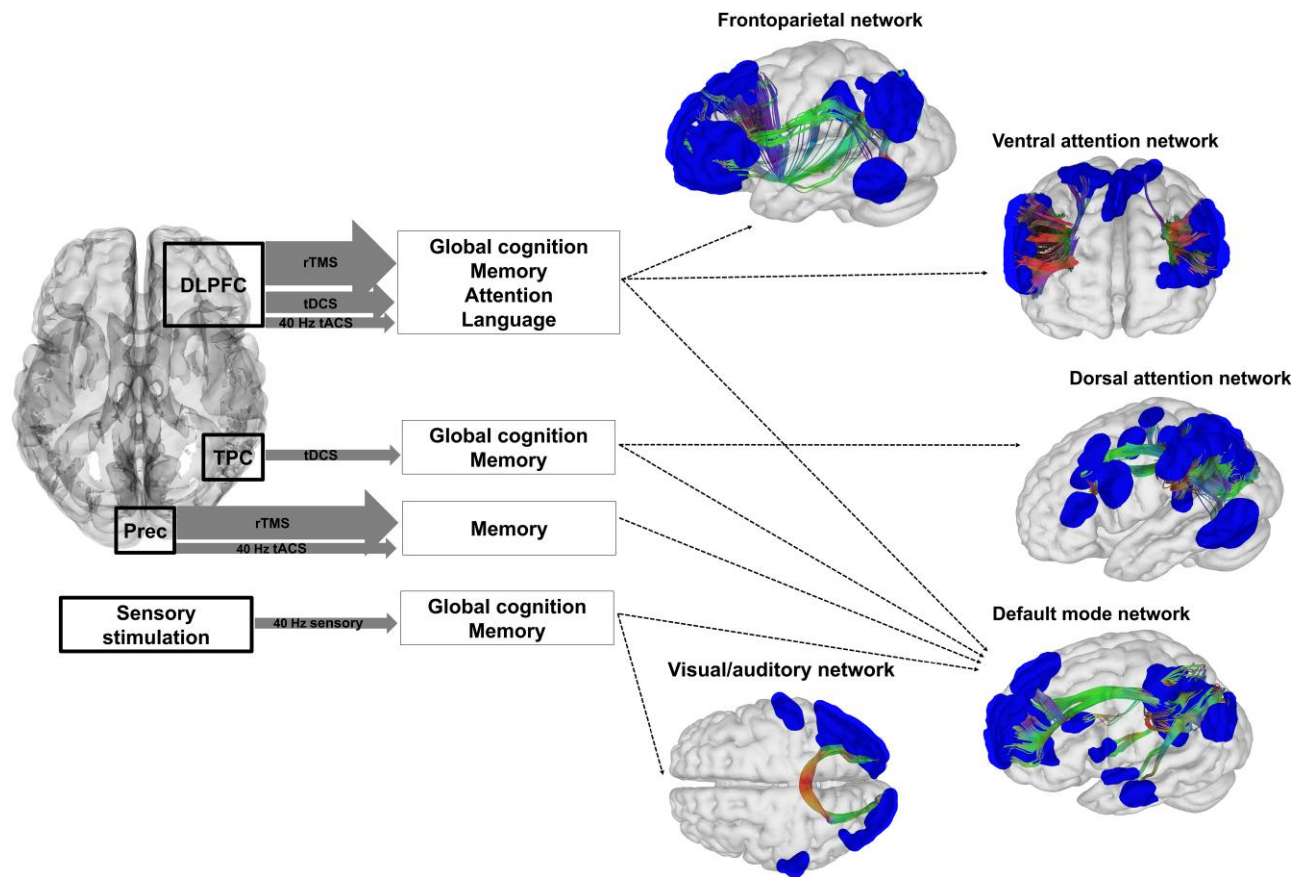 Frontoparietal network
Ventral attention network
DLPFC
rTMS
tDCS
40 Hz tACS
Global cognition
Memory
Attention
Language
Dorsal attention network
TPC
tDCS
Global cognition
Memory
Prec
rTMS
40 Hz tACS
Memory
Sensory
stimulation
40 Hz sensory
Global cognition
Memory
Default mode network
Visual/auditory network